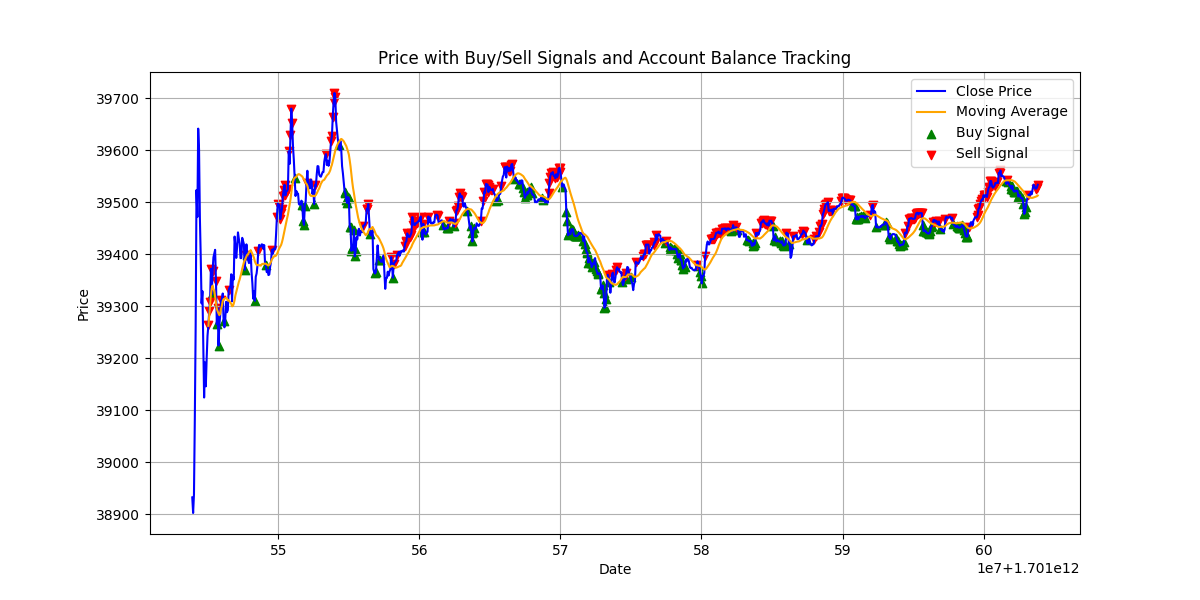 Price with Buy/Sell Signals and Account Balance Tracking
Close Price
Moving Average
Buy Signal
Sell Signal
39700
39600
39500
39400
39300
39200
39100
39000
38900
Price
55
56
57
58
59
60
Date
1e7+1.701e12